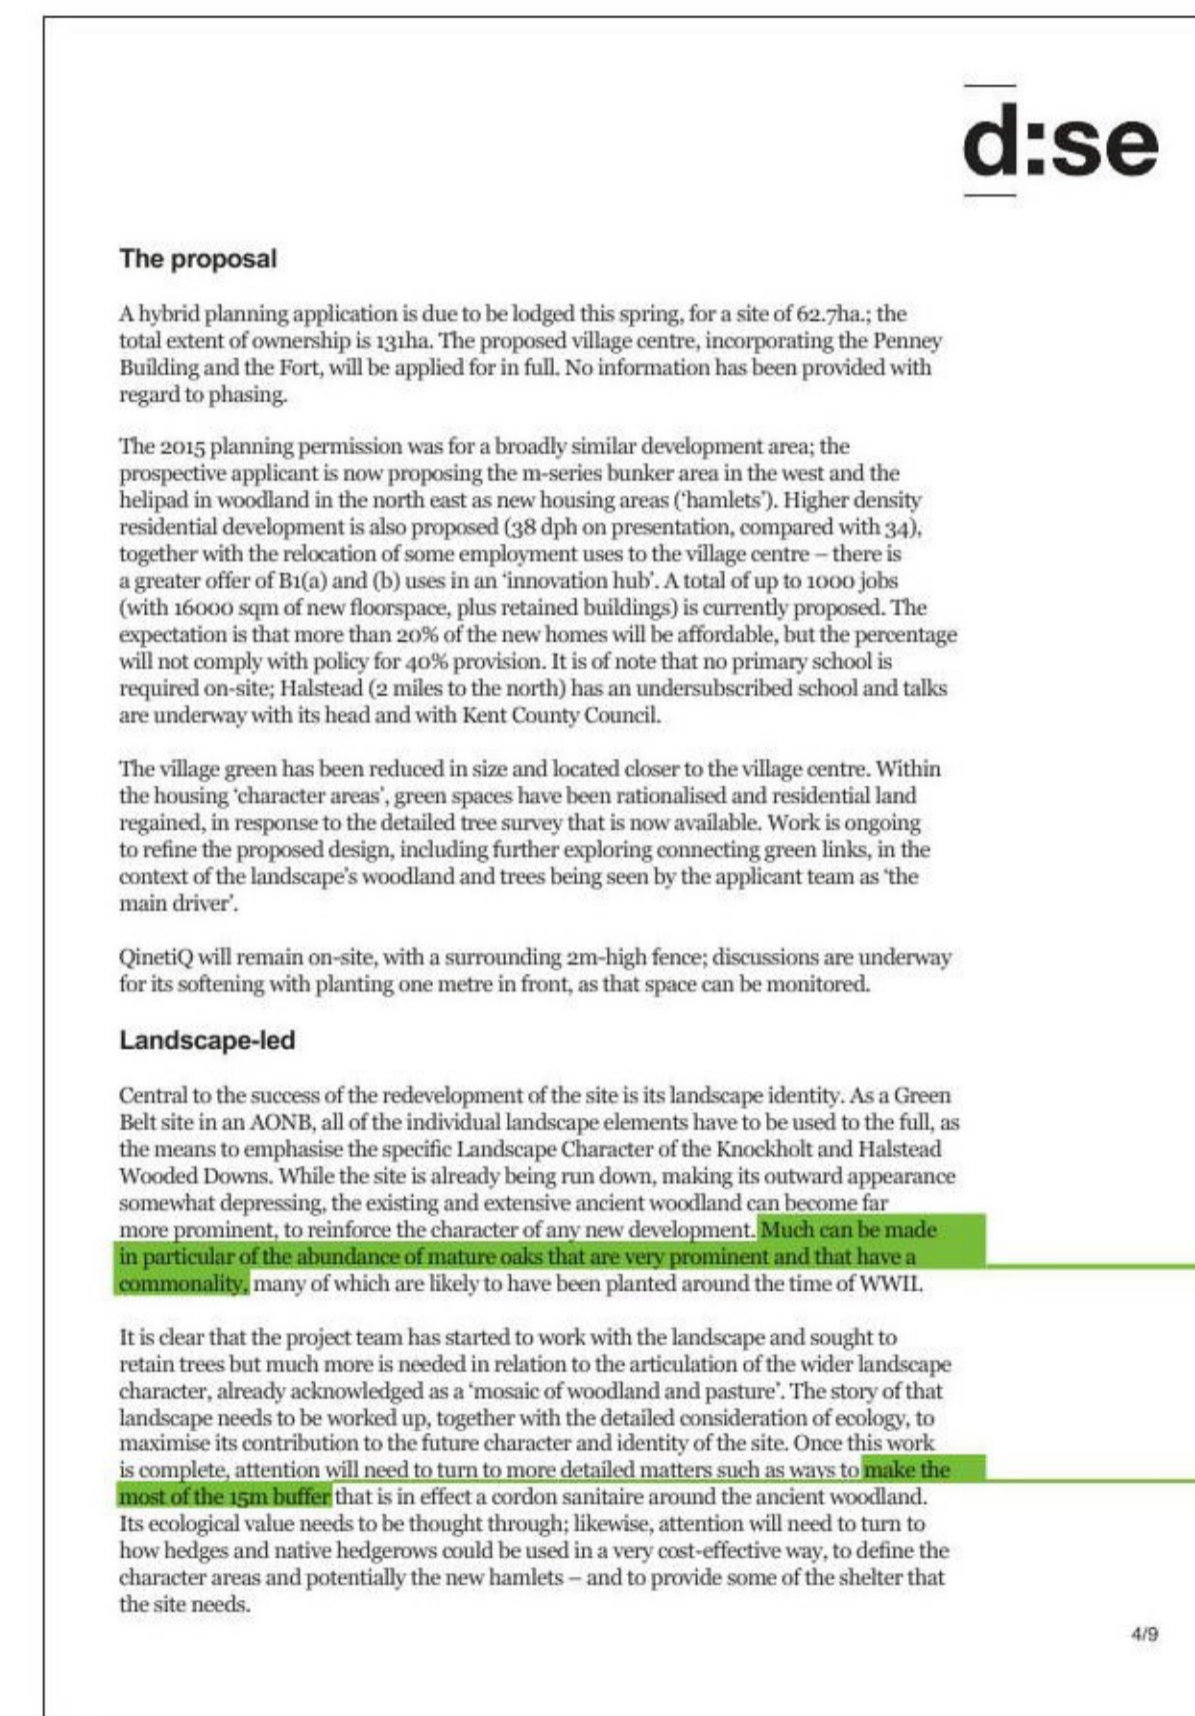 d:se
The proposal
A hybrid planning application is due to be lodged this spring, for a site of 62.7ha.; the
total extent of ownership is 131ha. The proposed village centre, incorporating the Penney
Building and the Fort, will be applied for in full. No information has been provided with
regard to phasing.
The 2015 planning permission was for a broadly similar development area; the
prospective applicant is now proposing the m-series bunker area in the west and the
helipad in woodland in the north east as new housing areas (‘hamlets’). Higher density
residential development is also proposed (38 dph on presentation, compared with 34),
together with the relocation of some employment uses to the village centre – there is
a greater offer of B1(a) and (b) uses in an ‘innovation hub’. A total of up to 1000 jobs
(with 16000 sqm of new floorspace, plus retained buildings) is currently proposed. The
expectation is that more than 20% of the new homes will be affordable, but the percentage
will not comply with policy for 40% provision. It is of note that no primary school is
required on-site; Halstead (2 miles to the north) has an undersubscribed school and talks
are underway with its head and with Kent County Council.
The village green has been reduced in size and located closer to the village centre. Within
the housing ‘character areas’, green spaces have been rationalised and residential land
regained, in response to the detailed tree survey that is now available. Work is ongoing
to refine the proposed design, including further exploring connecting green links, in the
context of the landscape’s woodland and trees being seen by the applicant team as ‘the
main driver’.
QinetiQ will remain on-site, with a surrounding 2m-high fence; discussions are underway
for its softening with planting one metre in front, as that space can be monitored.
Landscape-led
Central to the success of the redevelopment of the site is its landscape identity. As a Green
Belt site in an AONB, all of the individual landscape elements have to be used to the full, as
the means to emphasise the specific Landscape Character of the Knockholt and Halstead
Wooded Downs. While the site is already being run down, making its outward appearance
somewhat depressing, the existing and extensive ancient woodland can become far
more prominent, to reinforce the character of any new development. Much can be made
in particular of the abundance of mature oaks that are very prominent and that have a
commonality, many of which are likely to have been planted around the time of WWII.
It is clear that the project team has started to work with the landscape and sought to
retain trees but much more is needed in relation to the articulation of the wider landscape
character, already acknowledged as a ‘mosaic of woodland and pasture’. The story of that
landscape needs to be worked up, together with the detailed consideration of ecology, to
maximise its contribution to the future character and identity of the site. Once this work
is complete, attention will need to turn to more detailed matters such as ways to make the
most of the 15m buffer that is in effect a cordon sanitaire around the ancient woodland.
Its ecological value needs to be thought through; likewise, attention will need to turn to
how hedges and native hedgerows could be used in a very cost-effective way, to define the
character areas and potentially the new hamlets – and to provide some of the shelter that
the site needs.
4/9